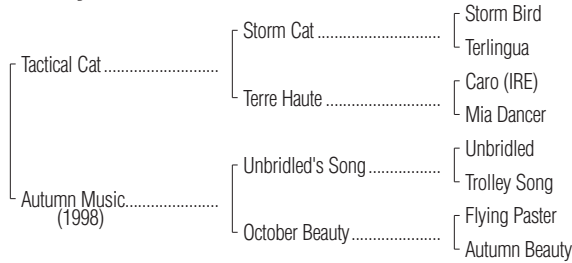 Storm Bird
Storm Cat ..................................
Terlingua
Tactical Cat ...............................
Caro (IRE)
Terre Haute ...............................
Mia Dancer
Unbridled
Unbridled's Song ...................
Trolley Song
Autumn Music.........................
(1998)
Flying Paster
October Beauty........................
Autumn Beauty